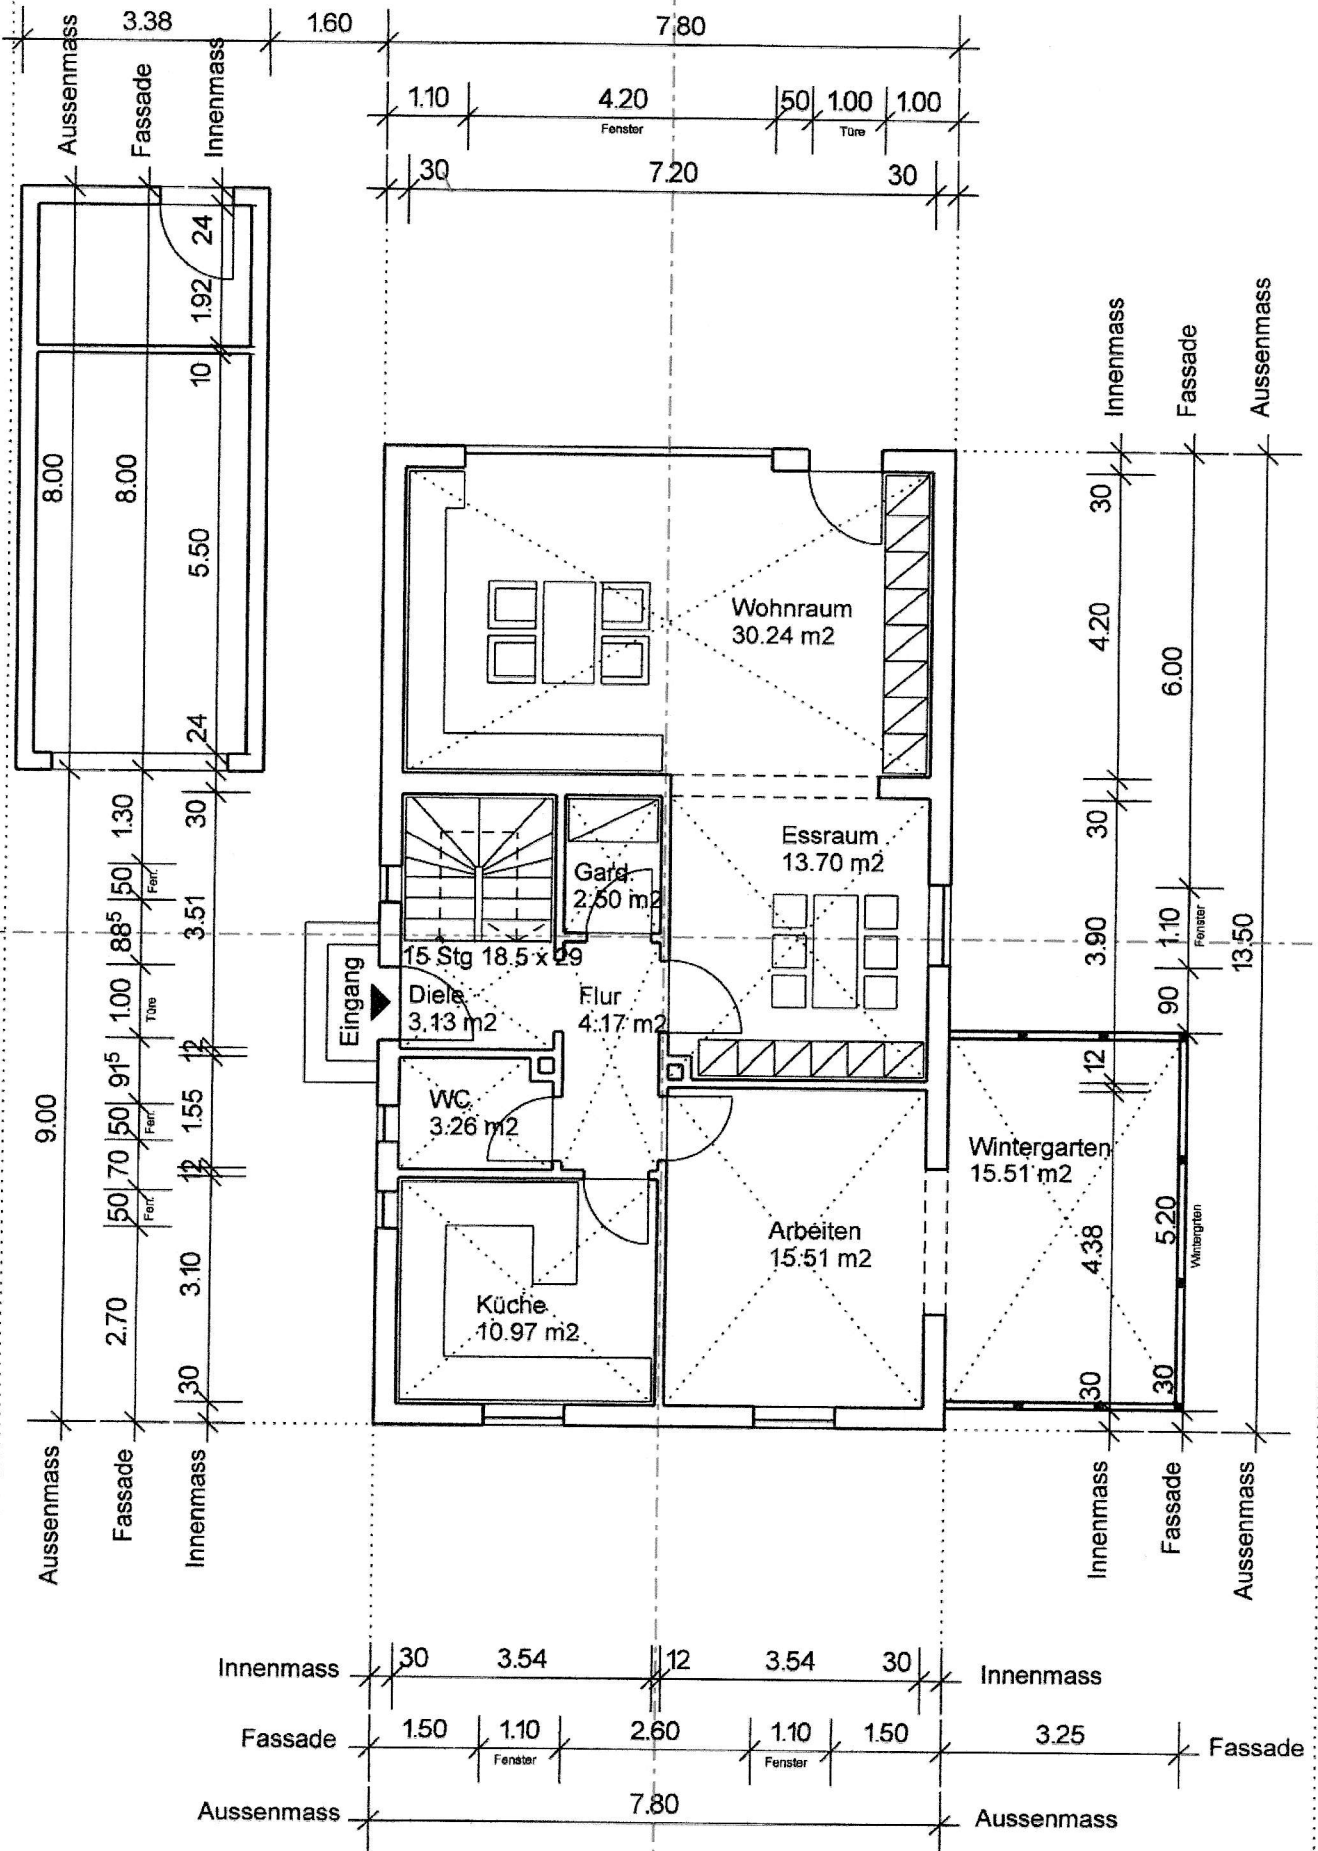 3.38
1.60
7.80
1.10
4.20
50
1.00
1.00
Fenster
Türe
30
7.20
30
Aussenmass
Fassade
Innenmass
24
1.92
10
8.00
8.00
5.50
24
Innenmass
Fassade
Aussenmass
30
4.20
6.00
30
3.90
1.10
Fenster
13.50
90
12
4.38
5.20
Wintergrten
30
30
Wohnraum
30.24 m2
Essraum
13.70 m2
Gard.
2.50 m2
15 Stg 18.5 x 29
Eingang
Diele
3.13 m2
Flur
4.17 m2
WC
3.26 m2
Wintergarten
15.51 m2
Arbeiten
15.51 m2
Küche
10.97 m2
1.30
30
50
Fen.
88⁵
3.51
1.00
Türe
12
91⁵
9.00
50
Fen.
1.55
70
12
50
Fen.
3.10
2.70
30
Aussenmass
Fassade
Innenmass
Innenmass
Fassade
Aussenmass
Innenmass
30
3.54
12
3.54
30
Innenmass
Fassade
1.50
1.10
2.60
1.10
1.50
3.25
Fassade
Fenster
Fenster
Aussenmass
7.80
Aussenmass